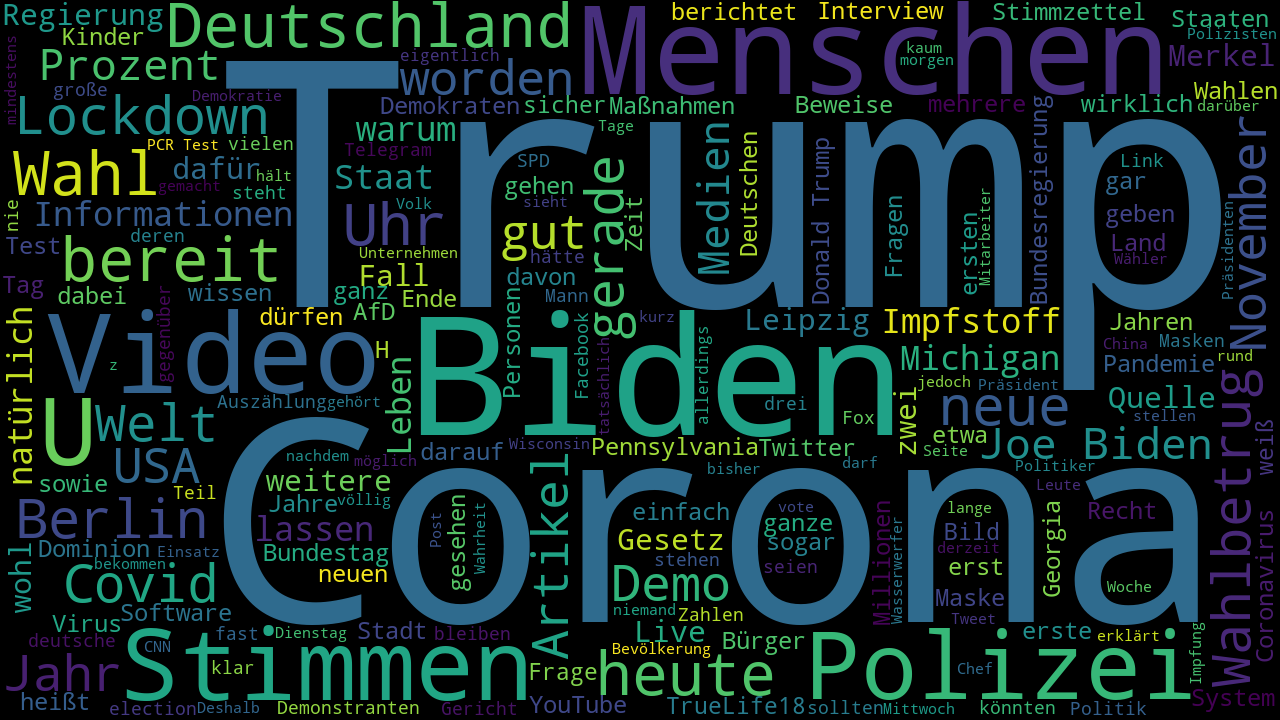 Regierung
Deutschland
Menschen
berichtet
Interview
Stimmzettel
Staaten
Polizisten
Kinder
eigentlich
kaum
morgen
Merkel
mindestens
Prozent
worden
große
Demokratie
Lockdown
Demokraten
sicher
Maßnahmen
Beweise
mehrere
wirklich
Wahlen
darüber
Trump
warum
Tage
PCR Test
vielen
Telegram
Wahl
dafür
hält
gemacht
steht
Staat
SPD
gehen
sieht
gerade
Zeit
Medien
Deutschen
Donald Trump
Fragen
ersten
Mitarbeiter
Bundesregierung
Link
gar
geben
Land
Wähler
Präsidenten
November
nie
Informationen
Volk
Uhr
gut
hätte
deren
Test
bereit
Unternehmen
Fall
davon
Tag
dabei
wissen
ganz
Ende
Mann
natürlich
Video
gegenüber
dürfen
AfD
H
z
Biden
Personen
Facebook
kurz
tatsächlich
allerdings
Leipzig
Impfstoff
Jahren
China
Masken
Michigan
Pandemie
rund
jedoch
Präsident
Quelle
stellen
Auszählung
gehört
Leben
drei
Fox
zwei
neue
U
Welt
darauf
Wisconsin
Pennsylvania
Twitter
etwa
Seite
Joe Biden
Wahlbetrug
weiß
USA
nachdem
möglich
bisher
darf
Politiker
Leute
sowie
Teil
weitere
Jahre
völlig
Corona
Artikel
Post
gesehen
Wahrheit
einfach
vote
ganze
sogar
Millionen
Wasserwerfer
lange
Bild
derzeit
Georgia
Recht
Berlin
lassen
Gesetz
Dominion
Einsatz
bekommen
Bundestag
stehen
seien
erst
wohl
neuen
Covid
Demo
Woche
Maske
Coronavirus
Software
niemand
Zahlen
Tweet
Virus
fast
Dienstag
Stadt
bleiben
Live
Bürger
erste
erklärt
Impfung
deutsche
CNN
Stimmen
Bevölkerung
Jahr
klar
Frage
heute
Polizei
Chef
heißt
election
Deshalb
Demonstranten
Gericht
YouTube
TrueLife18
sollten
Mittwoch
könnten
Politik
System